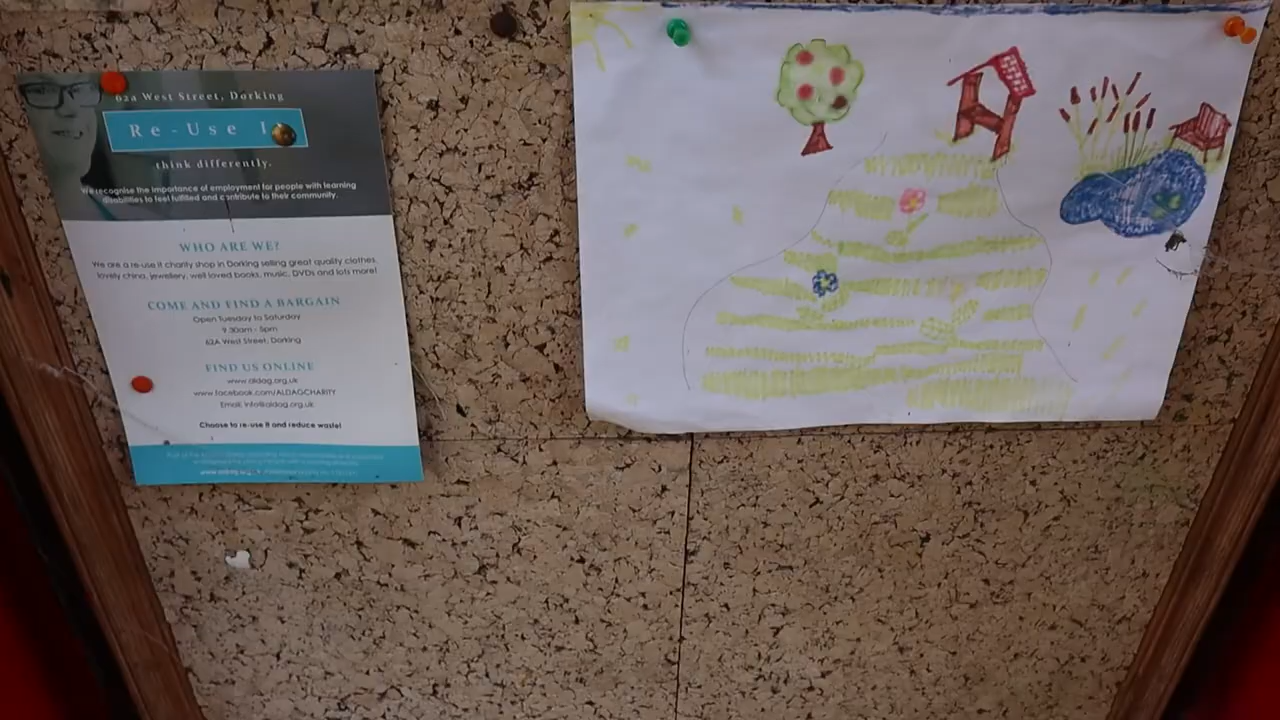 62a West Street, Dorking
Re-Use I
think differently.
We recognise the importance of employment for people with learning
disabilities to feel fulfilled and contribute to their community.
WHO ARE WE?
We are a re-use it charity shop in Dorking selling great quality clothes,
lovely china, jewellery, well loved books, music, DVDs and lots more!
COME AND FIND A BARGAIN
Open Tuesday to Saturday
9.30am - 5pm
62A West Street, Dorking
FIND US ONLINE
www.aldag.org.uk
www.facebook.com/ALDAGCHARITY
Email: info@aldag.org.uk
Choose to re-use it and reduce waste!